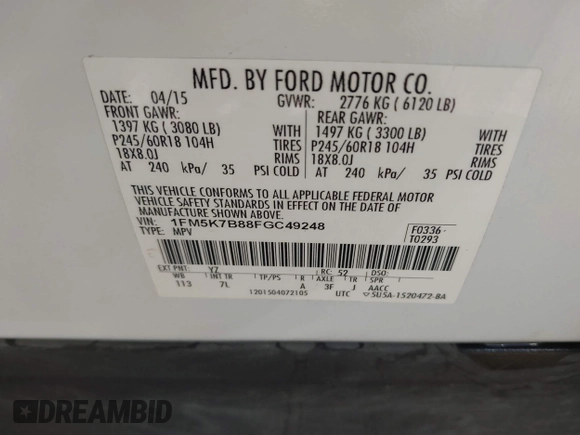 MFD. BY FORD MOTOR CO.
DATE: 04/15 GVWR: 2776 KG ( 6120 LB)
FRONT GAWR: REAR GAWR:
1397 KG ( 3080 LB) WITH 1497 KG ( 3300 LB) WITH
P245/60R18 104H TIRES P245/60R18 104H TIRES
18X8.0J RIMS 18X8.0J RIMS
AT 240 kPa/ 35 PSI COLD AT 240 kPa/ 35 PSI COLD
THIS VEHICLE CONFORMS TO ALL APPLICABLE FEDERAL MOTOR
VEHICLE SAFETY STANDARDS IN EFFECT ON THE DATE OF
MANUFACTURE SHOWN ABOVE.
VIN: 1FM5K7B88FGC49248 F0336
TYPE: MPV T0293
EXT PNT: YZ RC: 52 DSO:
WB INT TR TP/PS R AXLE TR SPR
113 7L A 3F J AACC
1201504072105 UTC 5U5A-1520472-BA
DREAMBID